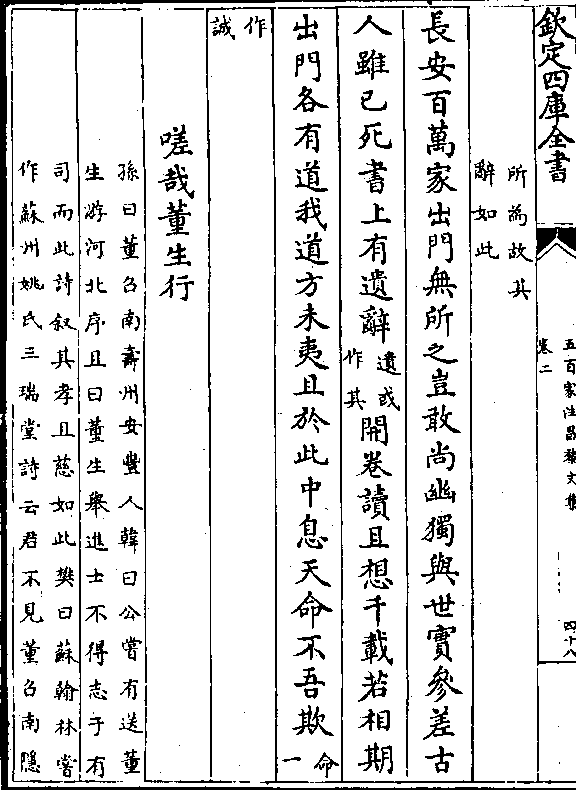 欽定四庫全書
五百家注昌黎文集
卷二
四十八
所為故其
辭如此
長安百萬家出門無所之豈敢尚幽獨與世實參差古
人雖已死書上有遺辭遺或作其開卷讀且想千載若相期
出門各有道我道方未夷且於此中息天命不吾欺命一
作誠
嗟哉董生行
孫曰董召南壽州安豐人韓曰公嘗有送董
生游河北序且曰董生舉進士不得志于有
司而此詩叙其孝且慈如此樊曰蘇翰林嘗
作蘇州姚氏三瑞堂詩云君不見董召南隱